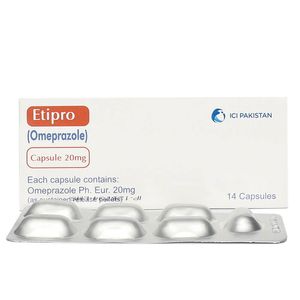 Etipro
(Omeprazole)
Capsule 20mg
ICI PAKISTAN
Each capsule contains:
Omeprazole Ph. Eur. 20mg
14 Capsules